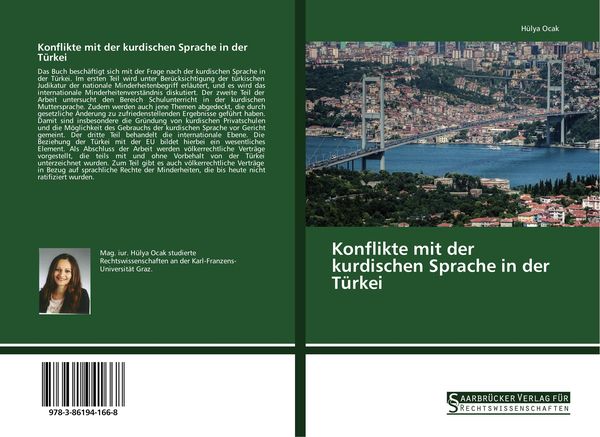 Konflikte mit der kurdischen Sprache in der
Türkei
Das Buch beschäftigt sich mit der Frage nach der kurdischen Sprache in
der Türkei. Im ersten Teil wird unter Berücksichtigung der türkischen
Judikatur der nationale Minderheitenbegriff erläutert, und es wird das
internationale Minderheitenverständnis diskutiert. Der zweite Teil der
Arbeit untersucht den Bereich Schulunterricht in der kurdischen
Muttersprache. Zudem werden auch jene Themen abgedeckt, die durch
gesetzliche Änderung zu zufriedenstellenden Ergebnisse geführt haben.
Damit sind insbesondere die Gründung von kurdischen Privatschulen
und die Möglichkeit des Gebrauchs der kurdischen Sprache vor Gericht
gemeint. Der dritte Teil behandelt die internationale Ebene. Die
Beziehung der Türkei mit der EU bildet hierbei ein wesentliches
Element. Als Abschluss der Arbeit werden völkerrechtliche Verträge
vorgestellt, die teils mit und ohne Vorbehalt von der Türkei
unterzeichnet wurden. Zum Teil gibt es auch völkerrechtliche Verträge
in Bezug auf sprachliche Rechte der Minderheiten, die bis heute nicht
ratifiziert wurden.
Mag. iur. Hülya Ocak studierte
Rechtswissenschaften an der Karl-Franzens-
Universität Graz.
978-3-86194-166-8
Hülya Ocak
Konflikte mit der
kurdischen Sprache in der
Türkei
SAARBRÜCKER VERLAG FÜR
RECHTSWISSENSCHAFTEN